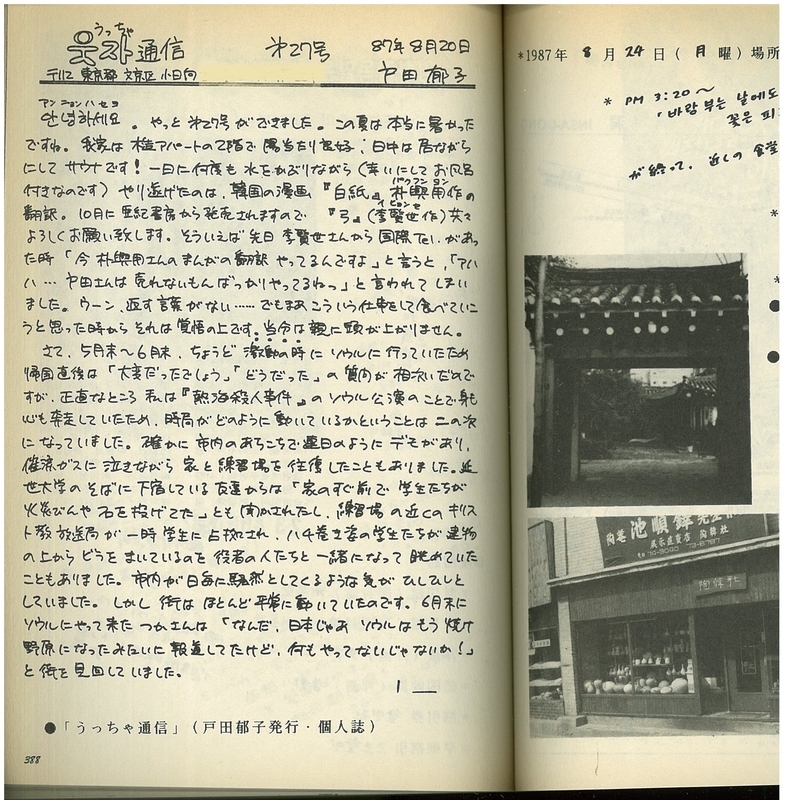 うっちゃ
웃자通信 第27号 87年8月20日
〒112 東京都 文京区 小日向 戸田郁子
アンニョンハセヨ
안녕하세요。やっと第27号ができました。この夏は本当に暑かった
ですね。我家は木造アパートの2階で陽当たり良好；日中は居ながら
にしてサウナです！一日に何度も水をかぶりながら（幸いにしてお風呂
付きなのです）やり遂げたのは、韓国の漫画『白紙』朴興用作の
パクフンヨン
翻訳。10月に亜紀書房から発売されますので『弓』（李賢世作）共々
イヒョンセ
よろしくお願い致します。そういえば先日李賢世さんから国際TELがあっ
た時「今朴興用さんのまんがの翻訳やってるんですよ」と言うと、「アハ
ハ…戸田さんは売れないもんばっかりやってるねっ」と言われてしまい
ました。ウーン、返す言葉がない……でもまあこういう仕事をして食べていこ
うと思った時からそれは覚悟の上です。当分は親に頭が上がりません。
さて、5月末〜6月末、ちょうど激動の時にソウルに行っていたため
帰国直後は「大変だったでしょう」「どうだった」の質問が相次いだので
すが、正直なところ私は『熱海殺人事件』のソウル公演のことで身も
心も奔走していたため、時局がどのように動いているかということは二の次
になっていました。確かに市内のあちこちで連日のようにデモがあり、
催涙ガスに泣きながら家と練習場を往復したこともありました。延
世大学のそばに下宿している友達からは「家のすぐ前で学生たちが
火炎びんや石を投げてた」とも聞かされたし、練習場の近くのキリス
ト教放送局が一時学生に占拠され、ハチ巻き姿の学生たちが建物
の上からビラをまいているのを役者の人たちと一緒になって眺めていた
こともありました。市内が日毎に騒然としてくるような気がひしひしと
していました。しかし街はほとんど平常に動いていたのです。6月末に
ソウルにやって来たつかさんは「なんだ、日本じゃあソウルはもう焼け
野原になったみたいに報道してたけど、何もやってないじゃないか！」
と街を見回していました。
1
●「うっちゃ通信」（戸田郁子発行・個人誌）
388
*1987年 8月24日（月曜）場所
* PM 3:20〜
「바람 부는 날에도
꽃은 피
が終って、近くの食堂
*
*
●
●
陶芸 池順鐸
展示直賣店 陶韓社
陶韓社